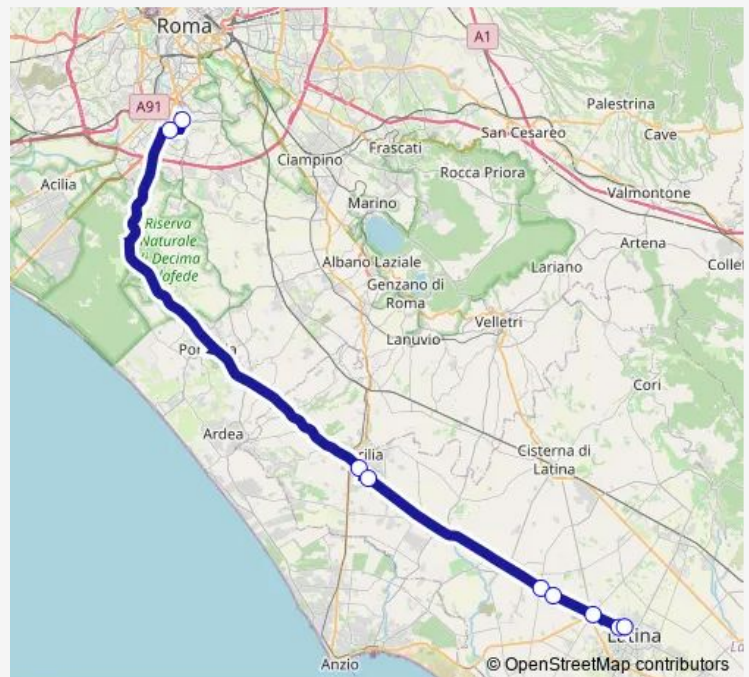 Roma
A1
A91
Palestrina
San Cesareo
Cave
Frascati
Ciampino
Rocca Priora
Acilia
Valmontone
Marino
Riserva
Naturale
Artena
Albano Laziale
Lariano
Genzano di
Roma
Velletri
Lanuvio
Cori
Ardea
Cisterna di
Latina
Latina
Anzio
© OpenStreetMap contributors